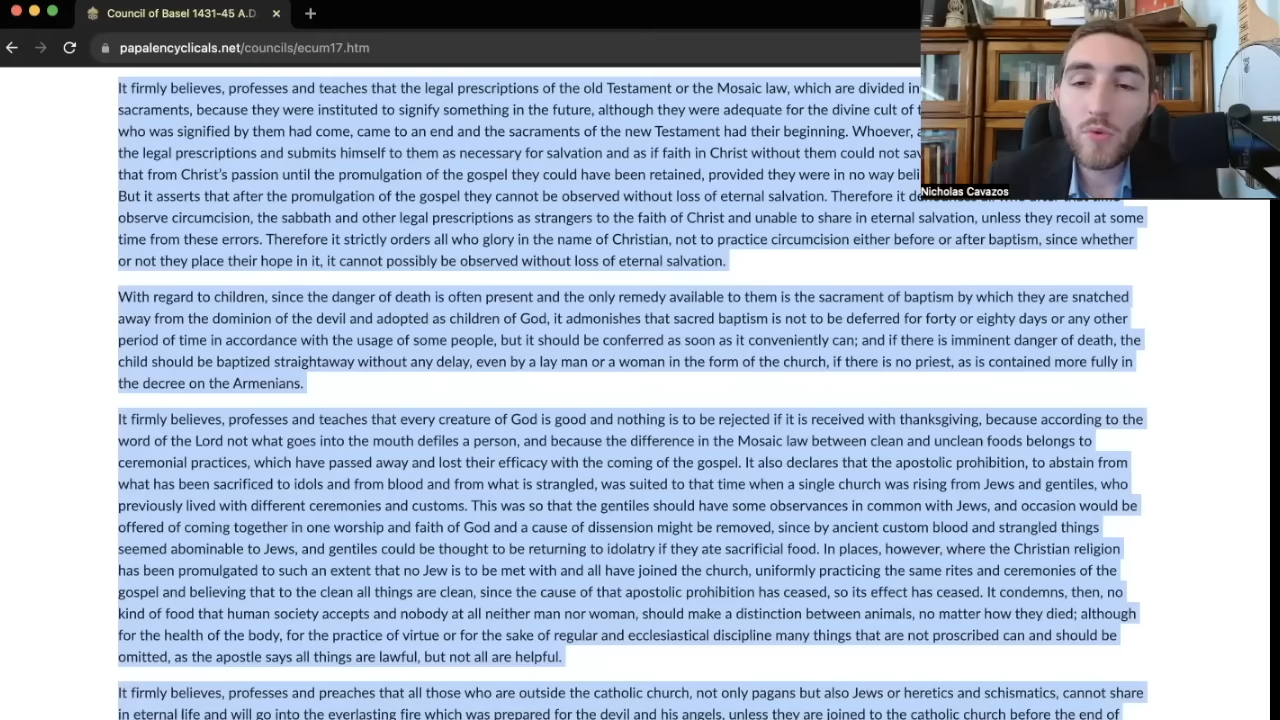 Council of Basel 1431-45 A.D
papalencyclicals.net/councils/ecum17.htm
It firmly believes, professes and teaches that the legal prescriptions of the old Testament or the Mosaic law, which are divided in
sacraments, because they were instituted to signify something in the future, although they were adequate for the divine cult of
who was signified by them had come, came to an end and the sacraments of the new Testament had their beginning. Whoever,
the legal prescriptions and submits himself to them as necessary for salvation and as if faith in Christ without them could not
that from Christ's passion until the promulgation of the gospel they could have been retained, provided they were in no way
Nicholas Cavazos
But it asserts that after the promulgation of the gospel they cannot be observed without loss of eternal salvation. Therefore it
observe circumcision, the sabbath and other legal prescriptions as strangers to the faith of Christ and unable to share in eternal salvation, unless they recoil at some
time from these errors. Therefore it strictly orders all who glory in the name of Christian, not to practice circumcision either before or after baptism, since whether
or not they place their hope in it, it cannot possibly be observed without loss of eternal salvation.
With regard to children, since the danger of death is often present and the only remedy available to them is the sacrament of baptism by which they are snatched
away from the dominion of the devil and adopted as children of God, it admonishes that sacred baptism is not to be deferred for forty or eighty days or any other
period of time in accordance with the usage of some people, but it should be conferred as soon as it conveniently can; and if there is imminent danger of death, the
child should be baptized straightaway without any delay, even by a lay man or a woman in the form of the church, if there is no priest, as is contained more fully in
the decree on the Armenians.
It firmly believes, professes and teaches that every creature of God is good and nothing is to be rejected if it is received with thanksgiving, because according to the
word of the Lord not what goes into the mouth defiles a person, and because the difference in the Mosaic law between clean and unclean foods belongs to
ceremonial practices, which have passed away and lost their efficacy with the coming of the gospel. It also declares that the apostolic prohibition, to abstain from
what has been sacrificed to idols and from blood and from what is strangled, was suited to that time when a single church was rising from Jews and gentiles, who
previously lived with different ceremonies and customs. This was so that the gentiles should have some observances in common with Jews, and occasion would be
offered of coming together in one worship and faith of God and a cause of dissension might be removed, since by ancient custom blood and strangled things
seemed abominable to Jews, and gentiles could be thought to be returning to idolatry if they ate sacrificial food. In places, however, where the Christian religion
has been promulgated to such an extent that no Jew is to be met with and all have joined the church, uniformly practicing the same rites and ceremonies of the
gospel and believing that to the clean all things are clean, since the cause of that apostolic prohibition has ceased, so its effect has ceased. It condemns, then, no
kind of food that human society accepts and nobody at all neither man nor woman, should make a distinction between animals, no matter how they died; although
for the health of the body, for the practice of virtue or for the sake of regular and ecclesiastical discipline many things that are not proscribed can and should be
omitted, as the apostle says all things are lawful, but not all are helpful.
It firmly believes, professes and preaches that all those who are outside the catholic church, not only pagans but also Jews or heretics and schismatics, cannot share
in eternal life and will go into the everlasting fire which was prepared for the devil and his angels, unless they are joined to the catholic church before the end of